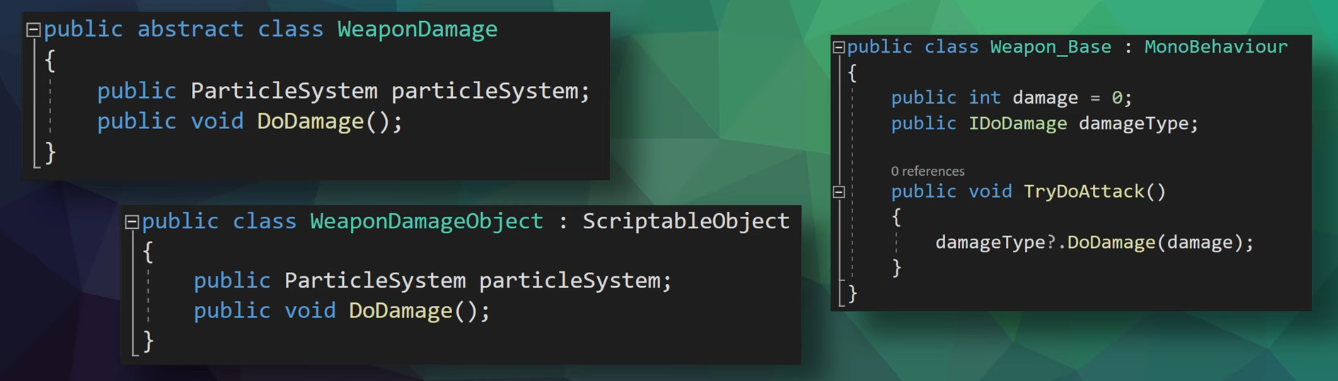 public abstract class WeaponDamage
{
    public ParticleSystem particleSystem;
    public void DoDamage();
}
public class WeaponDamageObject : ScriptableObject
{
    public ParticleSystem particleSystem;
    public void DoDamage();
}
public class Weapon_Base : MonoBehaviour
{
    public int damage = 0;
    public IDoDamage damageType;
    0 references
    public void TryDoAttack()
    {
        damageType?.DoDamage(damage);
    }
}